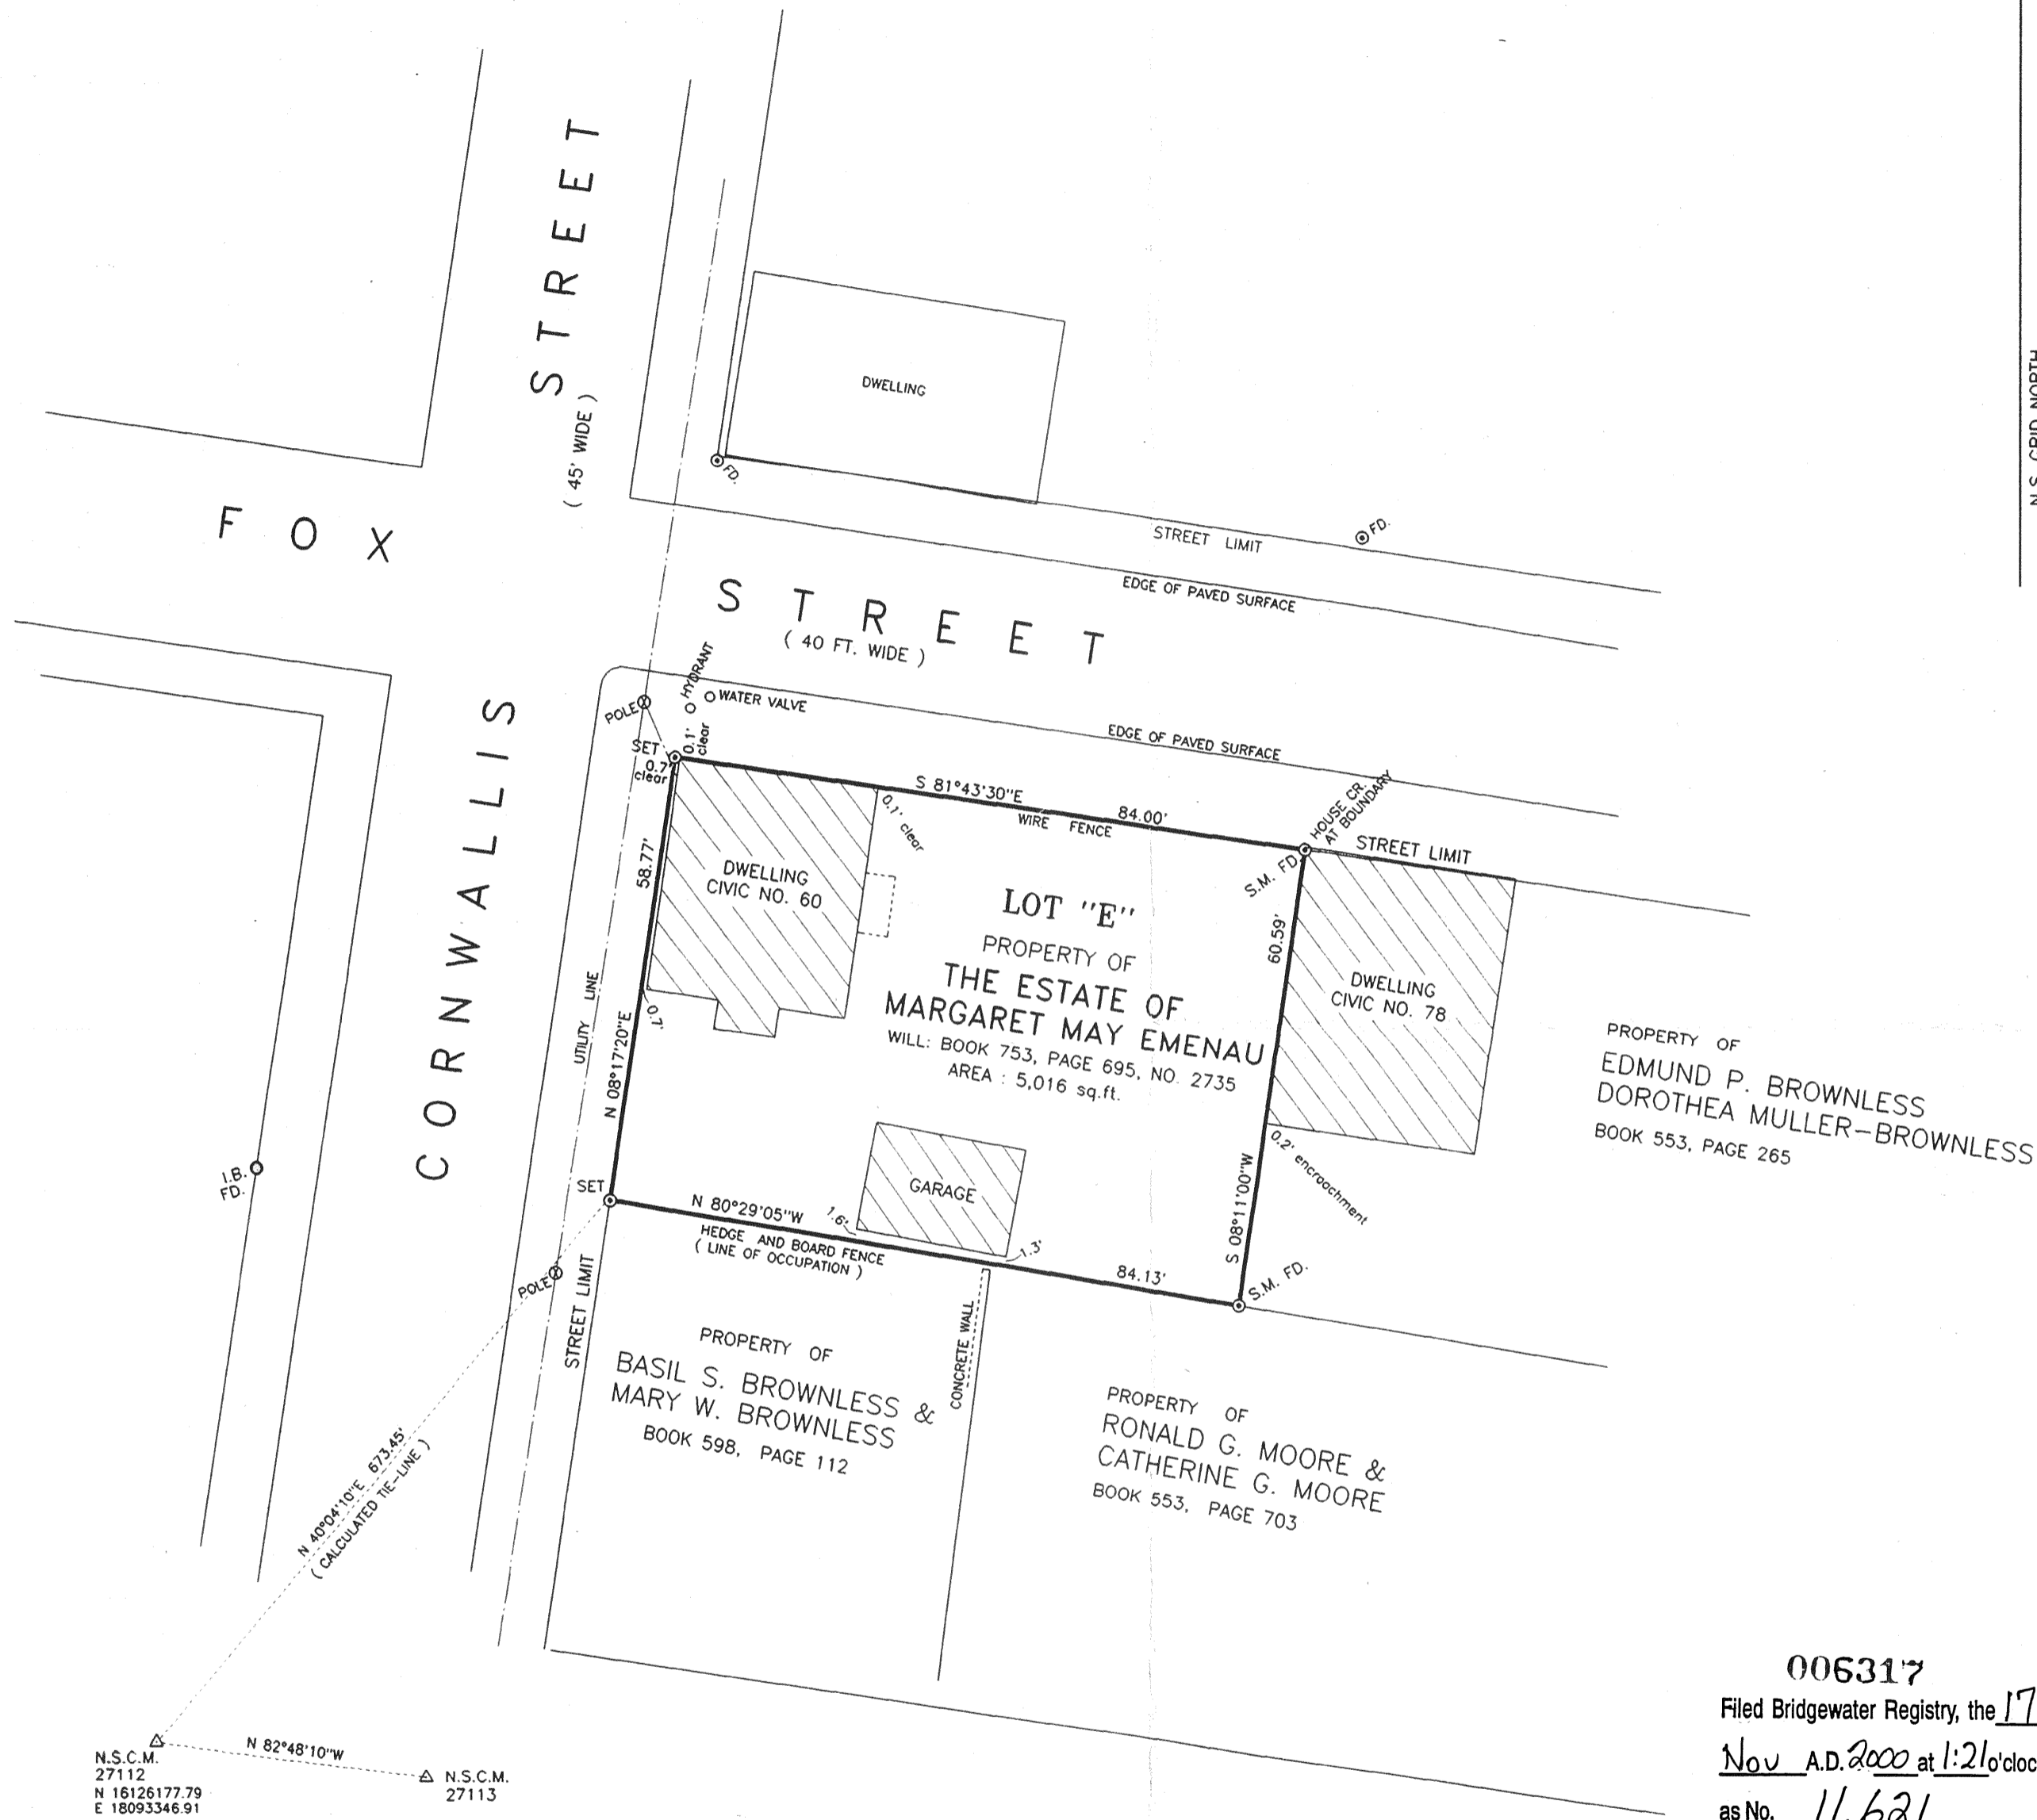 STREET
( 45' WIDE )
N.S. GRID NORTH
DWELLING
FD.
STREET LIMIT
FD.
FOX
EDGE OF PAVED SURFACE
STREET
( 40 FT. WIDE )
HYDRANT
WATER VALVE
POLE
EDGE OF PAVED SURFACE
SET
0.1'
clear
0.7'
clear
S 81°43'30"E
84.00'
WIRE FENCE
0.1' clear
HOUSE CR.
AT BOUNDARY
STREET LIMIT
S.M. FD.
CORNWALLIS
58.77'
DWELLING
CIVIC NO. 60
LOT "E"
PROPERTY OF
THE ESTATE OF
MARGARET MAY EMENAU
WILL: BOOK 753, PAGE 695, NO. 2735
AREA : 5,016 sq.ft.
60.59'
DWELLING
CIVIC NO. 78
UTILITY LINE
0.7'
N 08°17'20"E
PROPERTY OF
EDMUND P. BROWNLESS
DOROTHEA MULLER-BROWNLESS
BOOK 553, PAGE 265
I.B.
FD.
SET
GARAGE
0.2' encroachment
S 08°11'00"W
N 80°29'05"W
1.6'
HEDGE AND BOARD FENCE
( LINE OF OCCUPATION )
1.3'
84.13'
S.M. FD.
POLE
STREET LIMIT
CONCRETE WALL
PROPERTY OF
BASIL S. BROWNLESS &
MARY W. BROWNLESS
BOOK 598, PAGE 112
PROPERTY OF
RONALD G. MOORE &
CATHERINE G. MOORE
BOOK 553, PAGE 703
N 40°04'10"E 673.45'
( CALCULATED TIE-LINE )
N 82°48'10"W
N.S.C.M.
27112
N 16126177.79
E 18093346.91
N.S.C.M.
27113
006317
Filed Bridgewater Registry, the 17
Nov A.D. 2000 at 1:21 o'cloc
as No. 11,621